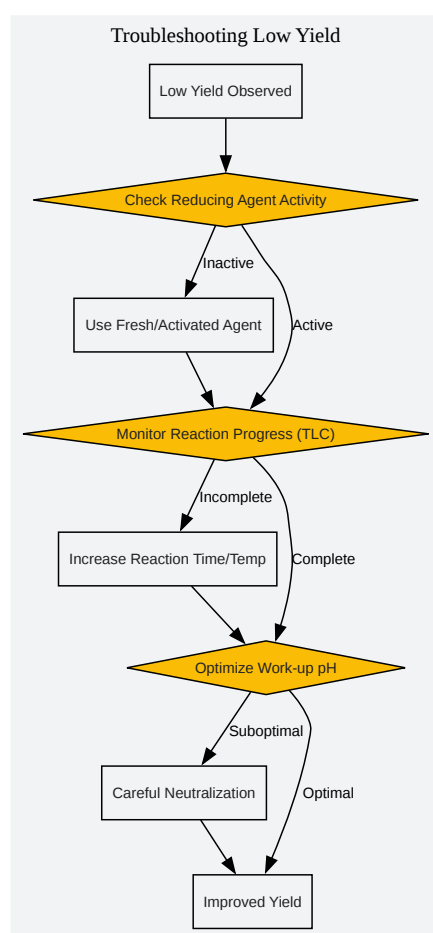 Troubleshooting Low Yield
Low Yield Observed
Check Reducing Agent Activity
Inactive
Use Fresh/Activated Agent
Active
Monitor Reaction Progress (TLC)
Incomplete
Increase Reaction Time/Temp
Complete
Optimize Work-up pH
Suboptimal
Careful Neutralization
Optimal
Improved Yield